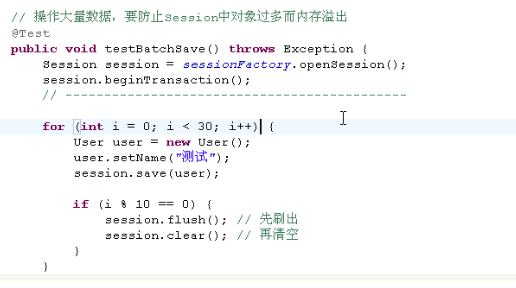 // 操作大量数据，要防止Session中对象过多而内存溢出
@Test
public void testBatchSave() throws Exception {
    Session session = sessionFactory.openSession();
    session.beginTransaction();
    // -------------------------------------------
    for (int i = 0; i < 30; i++) {
        User user = new User();
        user.setName("测试");
        session.save(user);
        if (i % 10 == 0) {
            session.flush(); // 先刷出
            session.clear(); // 再清空
        }
    }